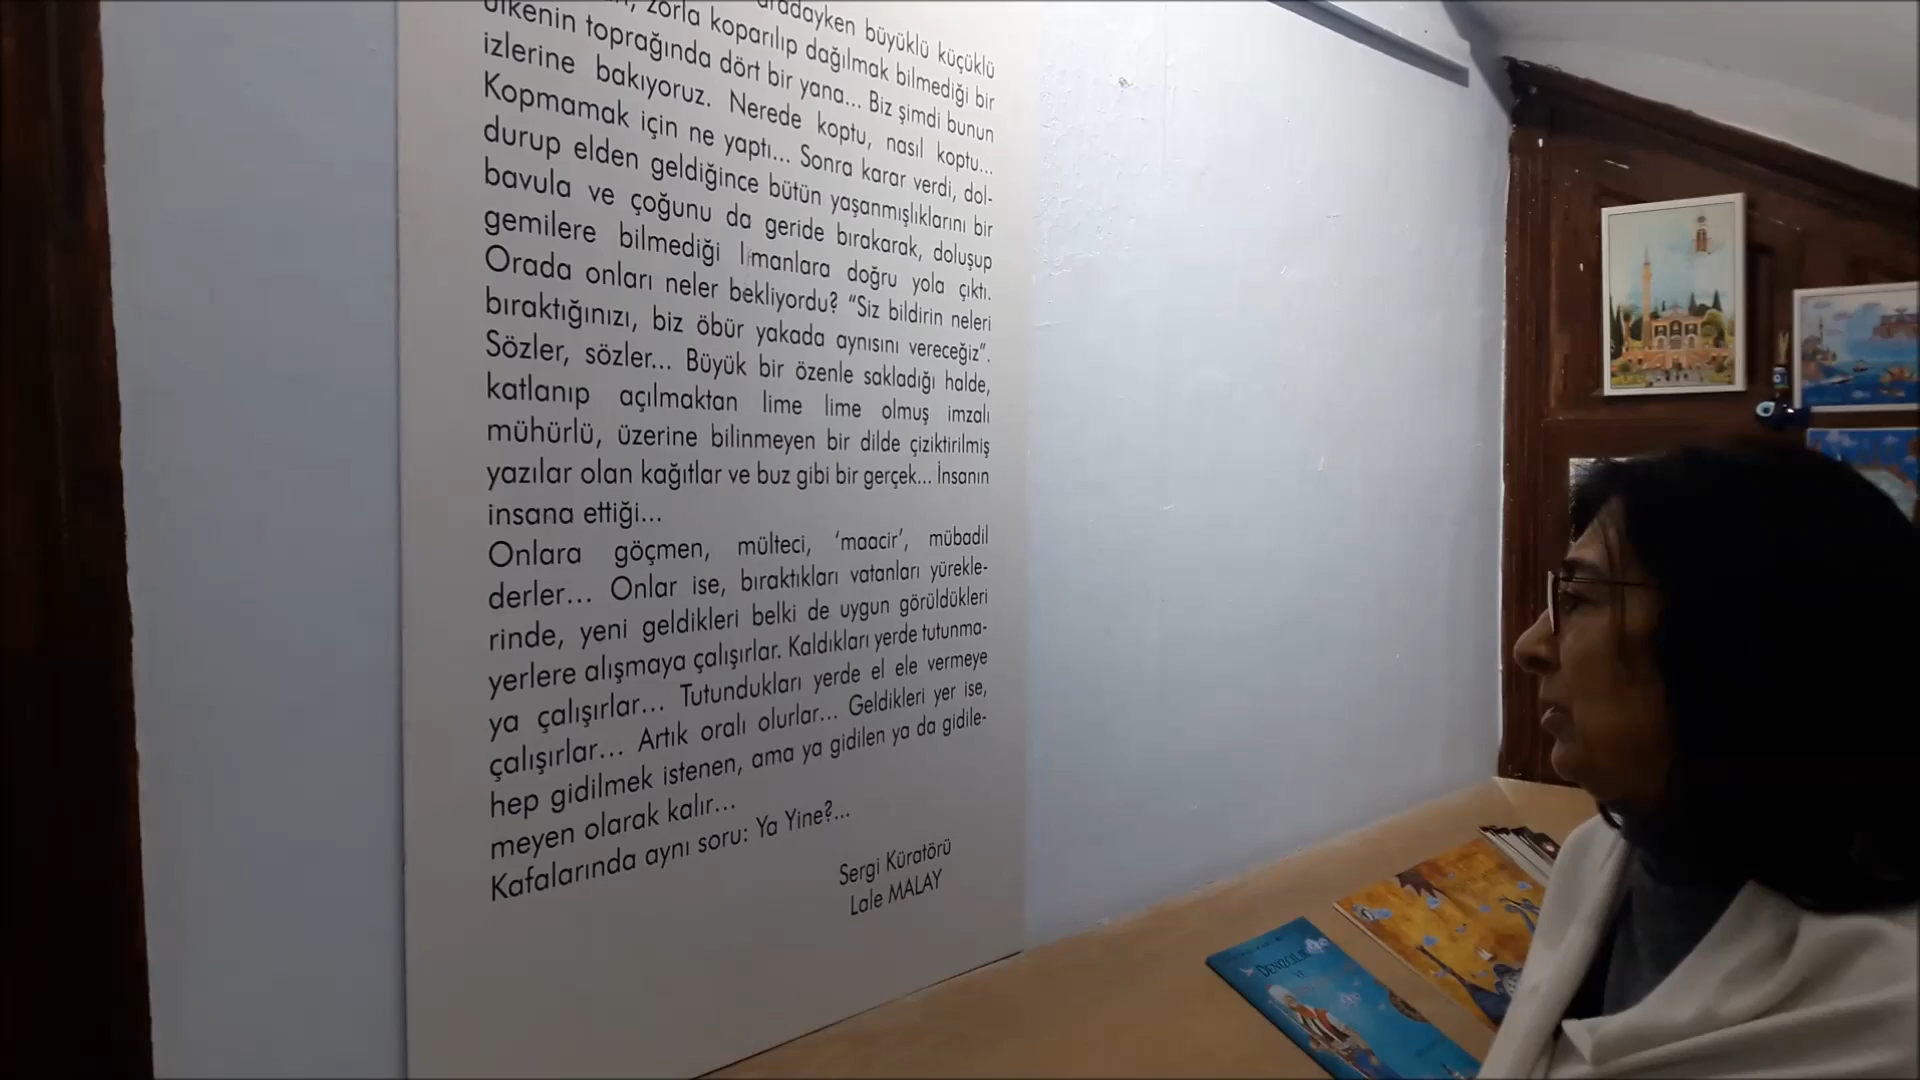 aradayken büyüklü küçüklü
zorla koparılıp dağılmak bilmediği bir
ülkenin toprağında dört bir yana... Biz şimdi bunun
izlerine bakıyoruz. Nerede koptu, nasıl koptu...
Kopmamak için ne yaptı... Sonra karar verdi, dol-
durup elden geldiğince bütün yaşanmışlıklarını bir
bavula ve çoğunu da geride bırakarak, doluşup
gemilere bilmediği limanlara doğru yola çıktı.
Orada onları neler bekliyordu? “Siz bildirin neleri
bıraktığınızı, biz öbür yakada aynısını vereceğiz”.
Sözler, sözler... Büyük bir özenle sakladığı halde,
katlanıp açılmaktan lime lime olmuş imzalı
mühürlü, üzerine bilinmeyen bir dilde çiziktirilmiş
yazılar olan kağıtlar ve buz gibi bir gerçek... İnsanın
insana ettiği...
Onlara göçmen, mülteci, ‘maacir’, mübadil
derler... Onlar ise, bıraktıkları vatanları yürekle-
rinde, yeni geldikleri belki de uygun görüldükleri
yerlere alışmaya çalışırlar. Kaldıkları yerde tutunma-
ya çalışırlar... Tutundukları yerde el ele vermeye
çalışırlar... Artık oralı olurlar... Geldikleri yer ise,
hep gidilmek istenen, ama ya gidilen ya da gidile-
meyen olarak kalır...
Kafalarında aynı soru: Ya Yine?...
Sergi Küratörü
Lale MALAY
DENİZCİLİK
VE